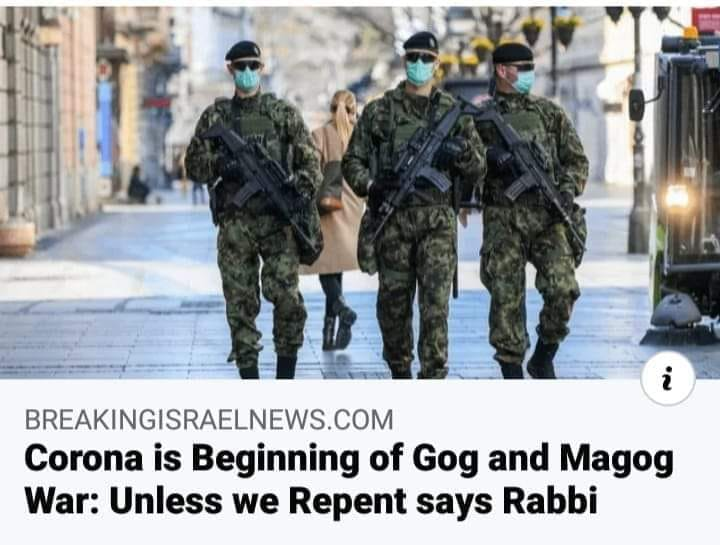 BREAKINGISRAELNEWS.COM
Corona is Beginning of Gog and Magog
War: Unless we Repent says Rabbi